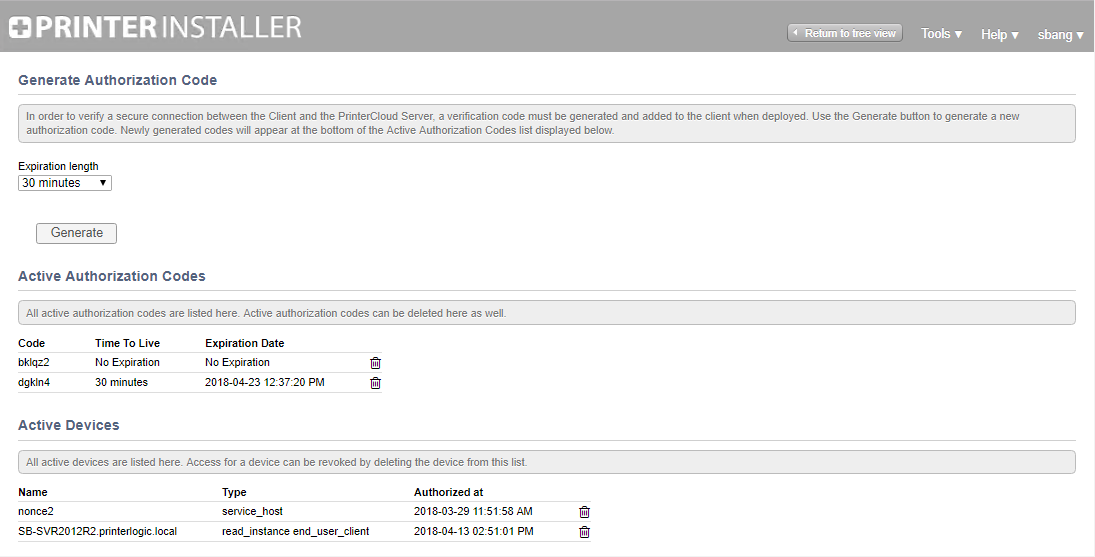 PRINTER INSTALLER
Return to tree view Tools ▾ Help ▾ sbang ▾
Generate Authorization Code
In order to verify a secure connection between the Client and the PrinterCloud Server, a verification code must be generated and added to the client when deployed. Use the Generate button to generate a new
authorization code. Newly generated codes will appear at the bottom of the Active Authorization Codes list displayed below.
Expiration length
30 minutes ▾
Generate
Active Authorization Codes
All active authorization codes are listed here. Active authorization codes can be deleted here as well.
Code Time To Live Expiration Date
bklqz2 No Expiration No Expiration
dgkln4 30 minutes 2018-04-23 12:37:20 PM
Active Devices
All active devices are listed here. Access for a device can be revoked by deleting the device from this list.
Name Type Authorized at
nonce2 service_host 2018-03-29 11:51:58 AM
SB-SVR2012R2.printerlogic.local read_instance end_user_client 2018-04-13 02:51:01 PM